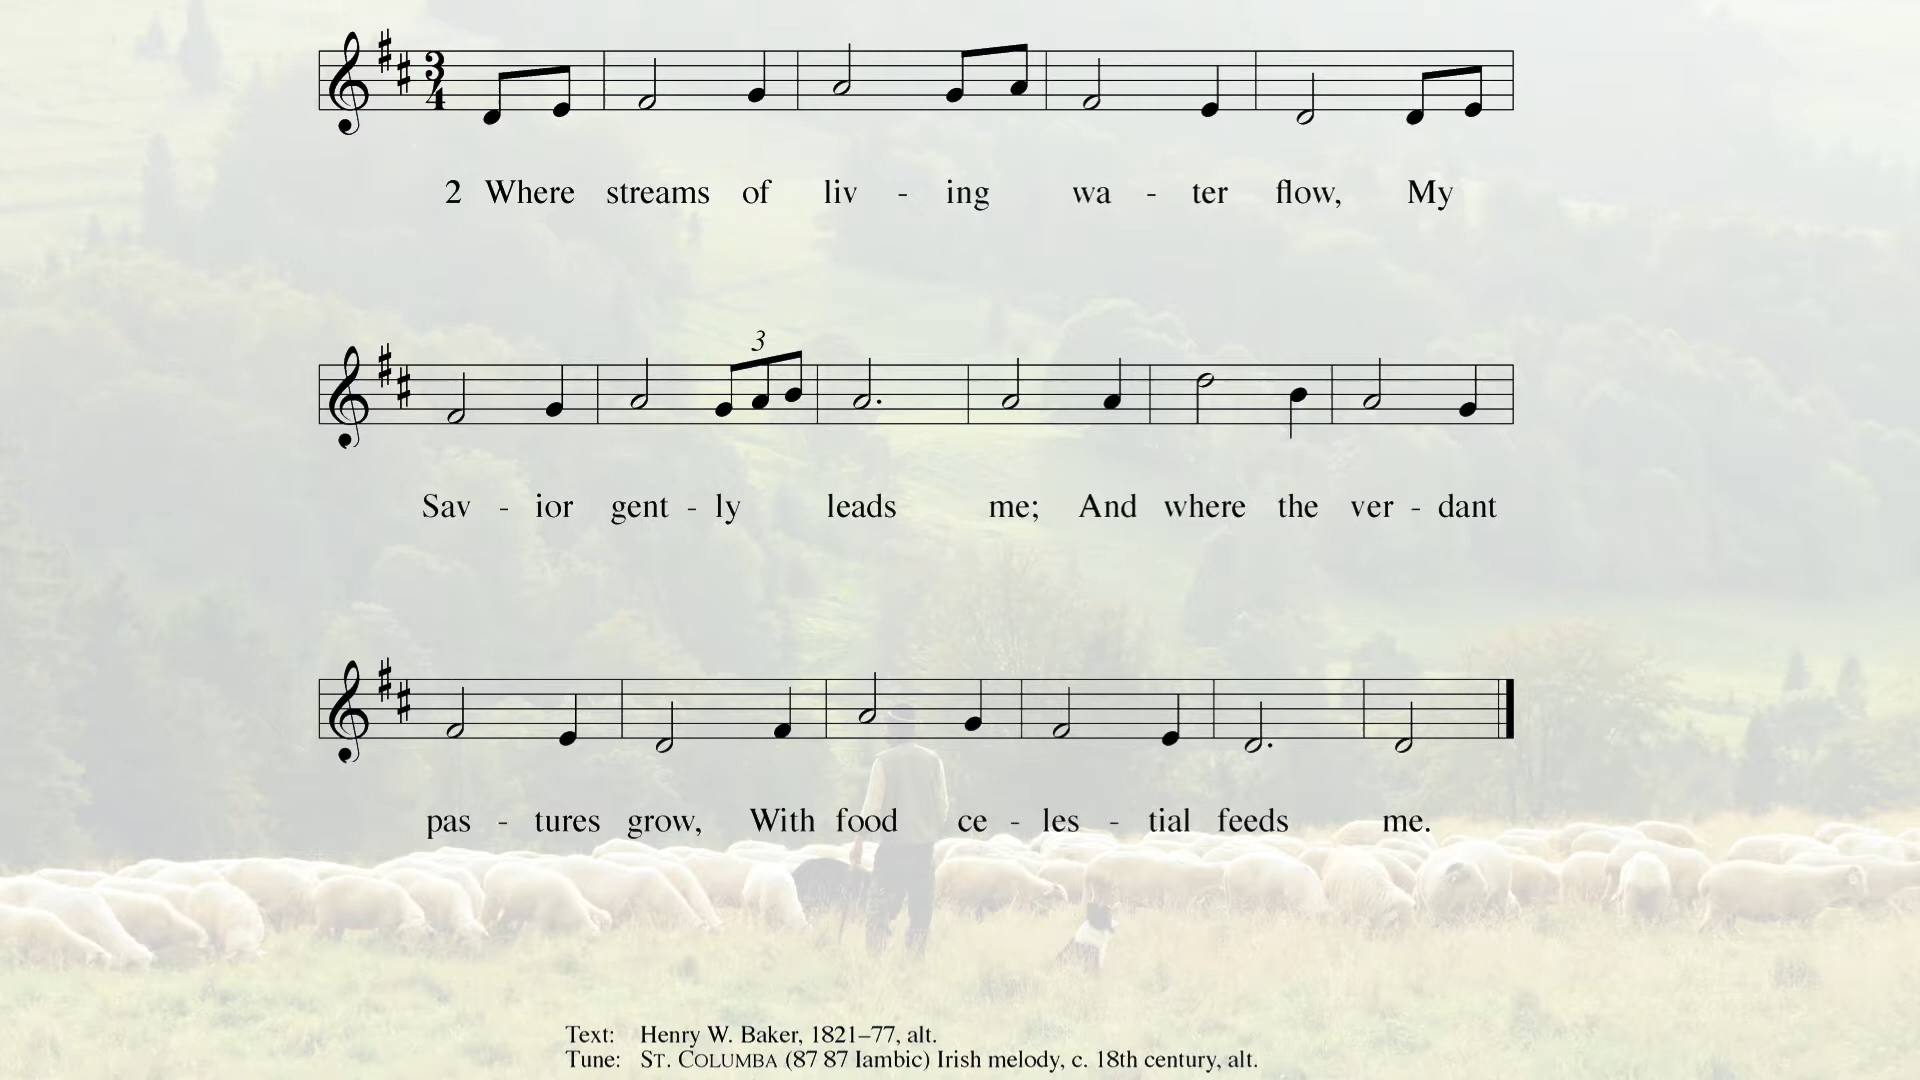 3
4
2 Where streams of liv - ing wa - ter flow, My
3
Sav - ior gent - ly leads me; And where the ver - dant
pas - tures grow, With food ce - les - tial feeds me.
Text: Henry W. Baker, 1821–77, alt.
Tune: ST. COLUMBA (87 87 Iambic) Irish melody, c. 18th century, alt.